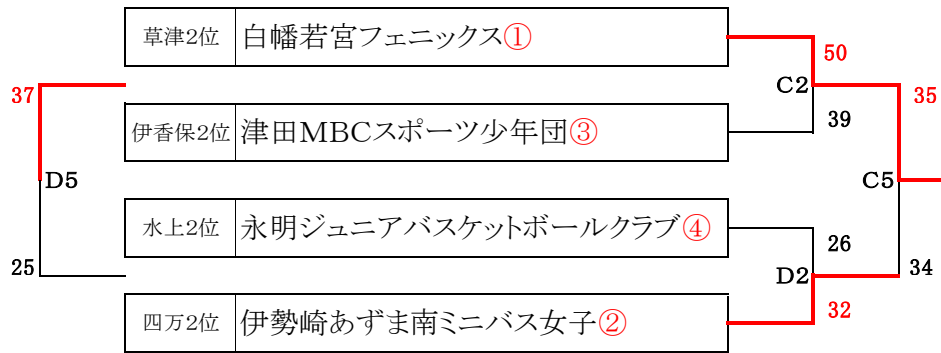 草津2位 白幡若宮フェニックス①
50
37
C2
35
伊香保2位 津田MBCスポーツ少年団③
39
D5
C5
水上2位 永明ジュニアバスケットボールクラブ④
26
25
D2
34
四万2位 伊勢崎あずま南ミニバス女子②
32